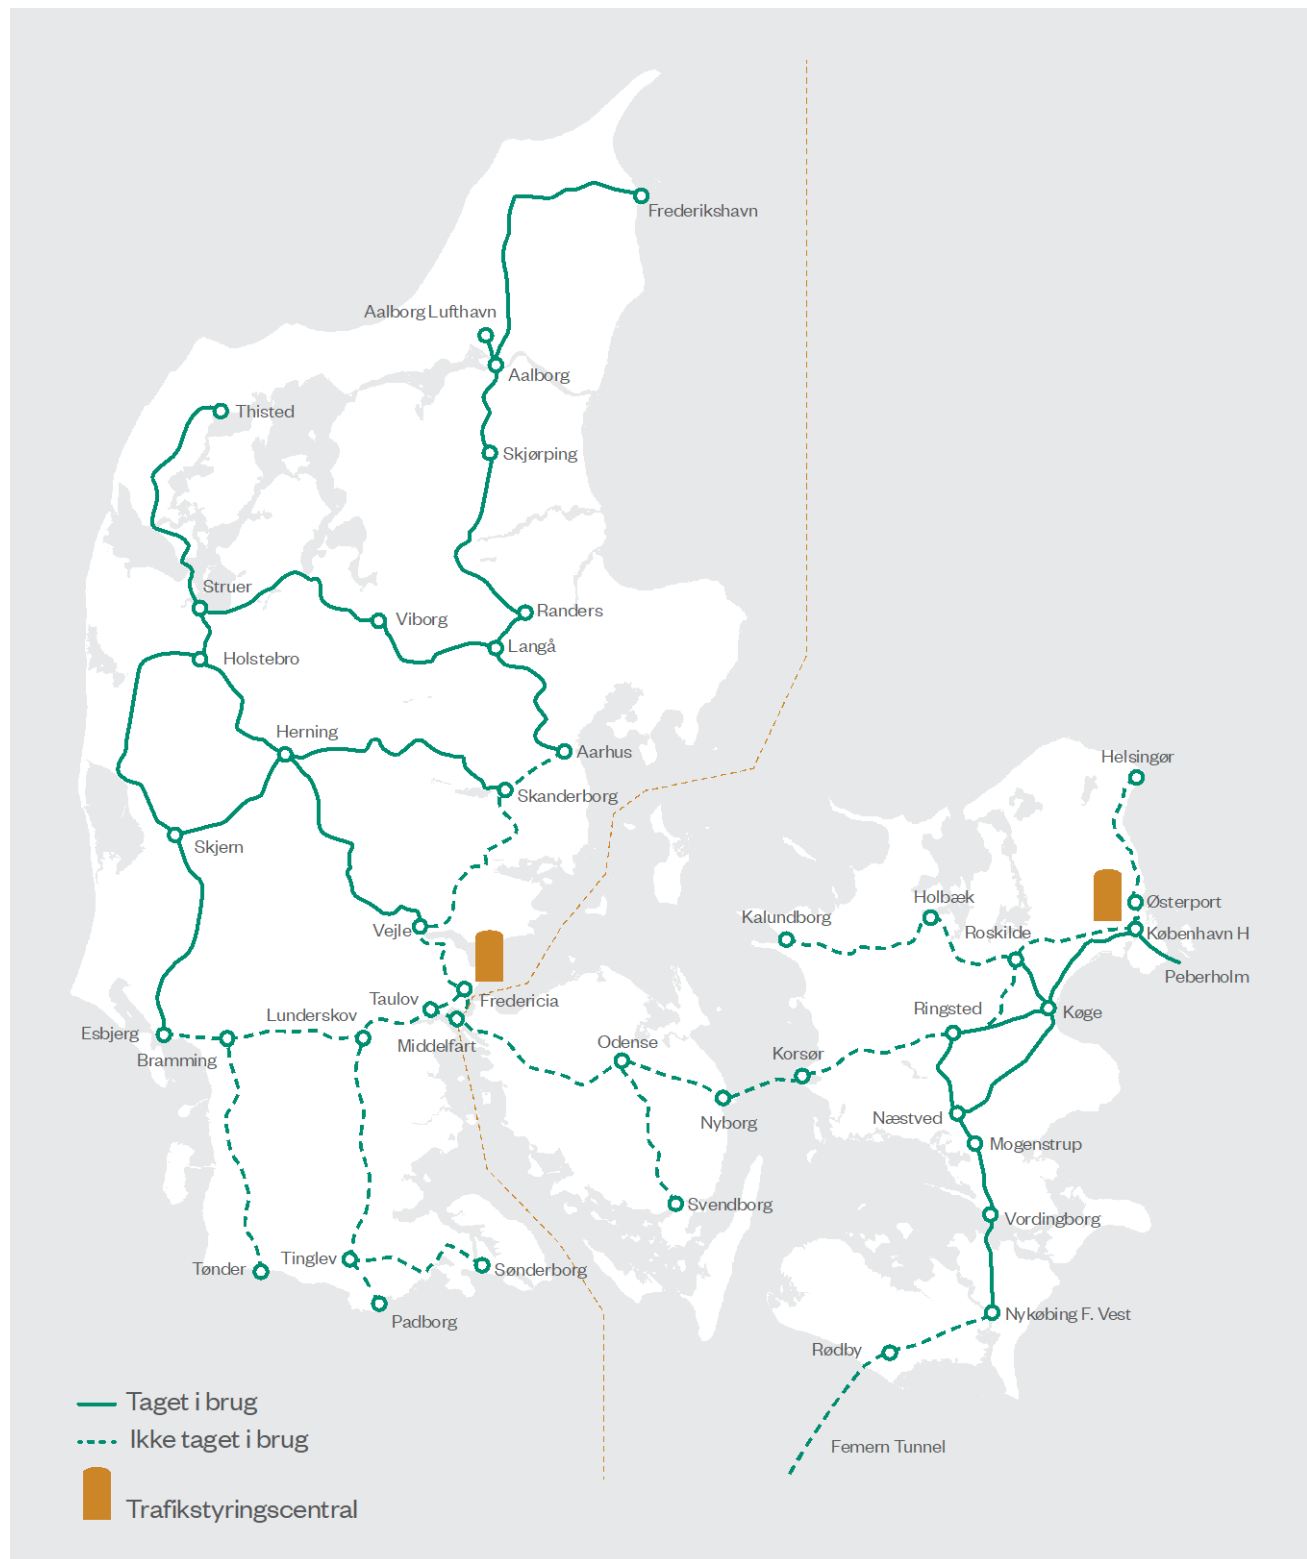 Frederikshavn
Aalborg Lufthavn
Aalborg
Thisted
Skjørping
Struer
Randers
Viborg
Langå
Holstebro
Herning
Aarhus
Helsingør
Skanderborg
Skjern
Holbæk
Østerport
Kalundborg
Vejle
Roskilde
København H
Peberholm
Taulov
Fredericia
Lunderskov
Ringsted
Køge
Esbjerg
Middelfart
Odense
Bramming
Korsør
Nyborg
Næstved
Mogenstrup
Svendborg
Vordingborg
Tinglev
Tønder
Sønderborg
Padborg
Nykøbing F. Vest
Rødby
Taget i brug
Ikke taget i brug
Femern Tunnel
Trafikstyringscentral